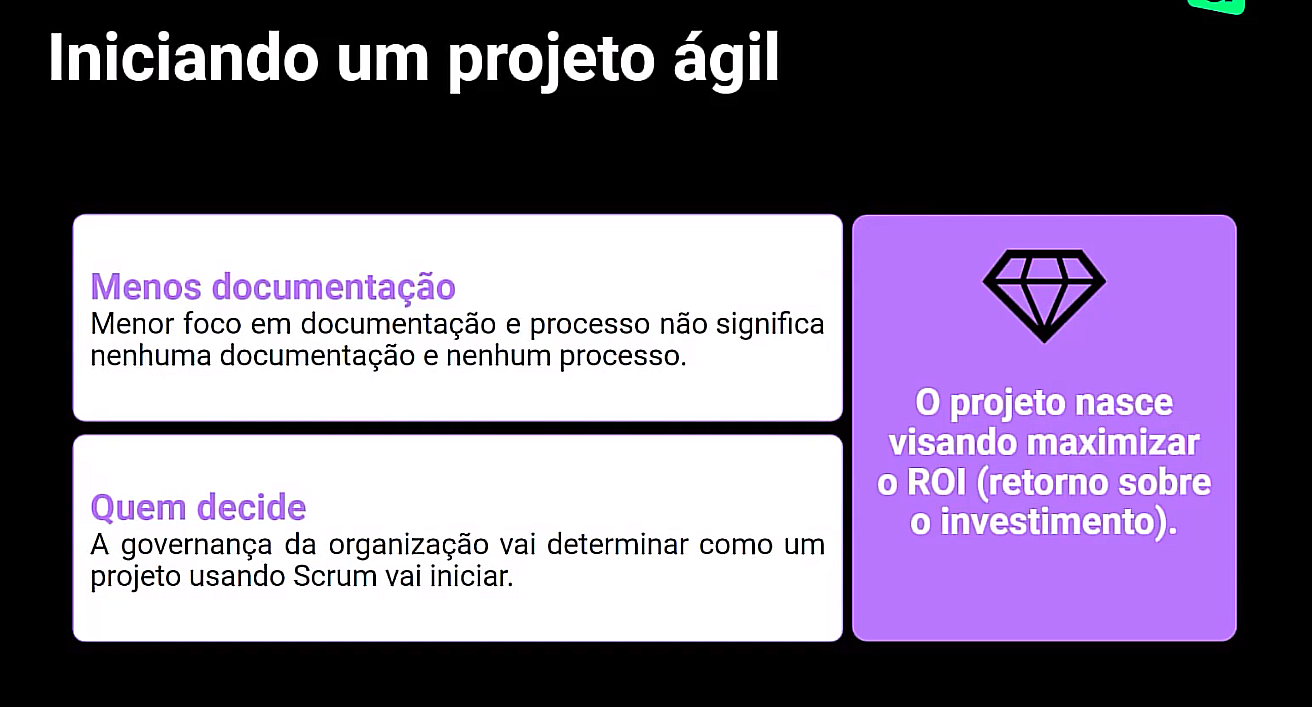 Iniciando um projeto ágil
Menos documentação
Menor foco em documentação e processo não significa
nenhuma documentação e nenhum processo.
Quem decide
A governança da organização vai determinar como um
projeto usando Scrum vai iniciar.
O projeto nasce
visando maximizar
o ROI (retorno sobre
o investimento).